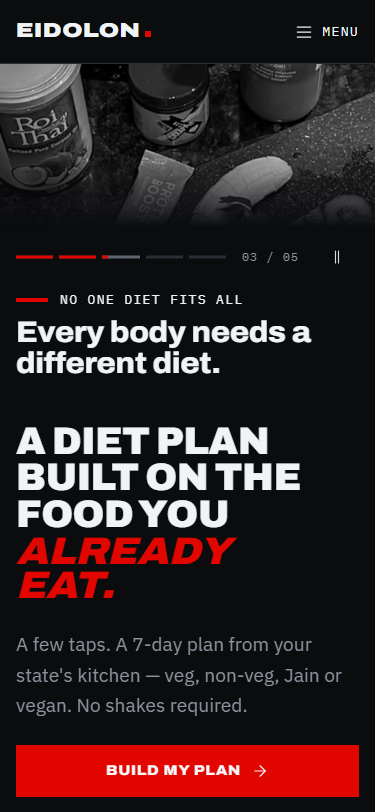 EIDOLON.
MENU
Roi Thai
03 / 05
NO ONE DIET FITS ALL
Every body needs a
different diet.
A DIET PLAN
BUILT ON THE
FOOD YOU
ALREADY
EAT.
A few taps. A 7-day plan from your
state's kitchen — veg, non-veg, Jain or
vegan. No shakes required.
BUILD MY PLAN →